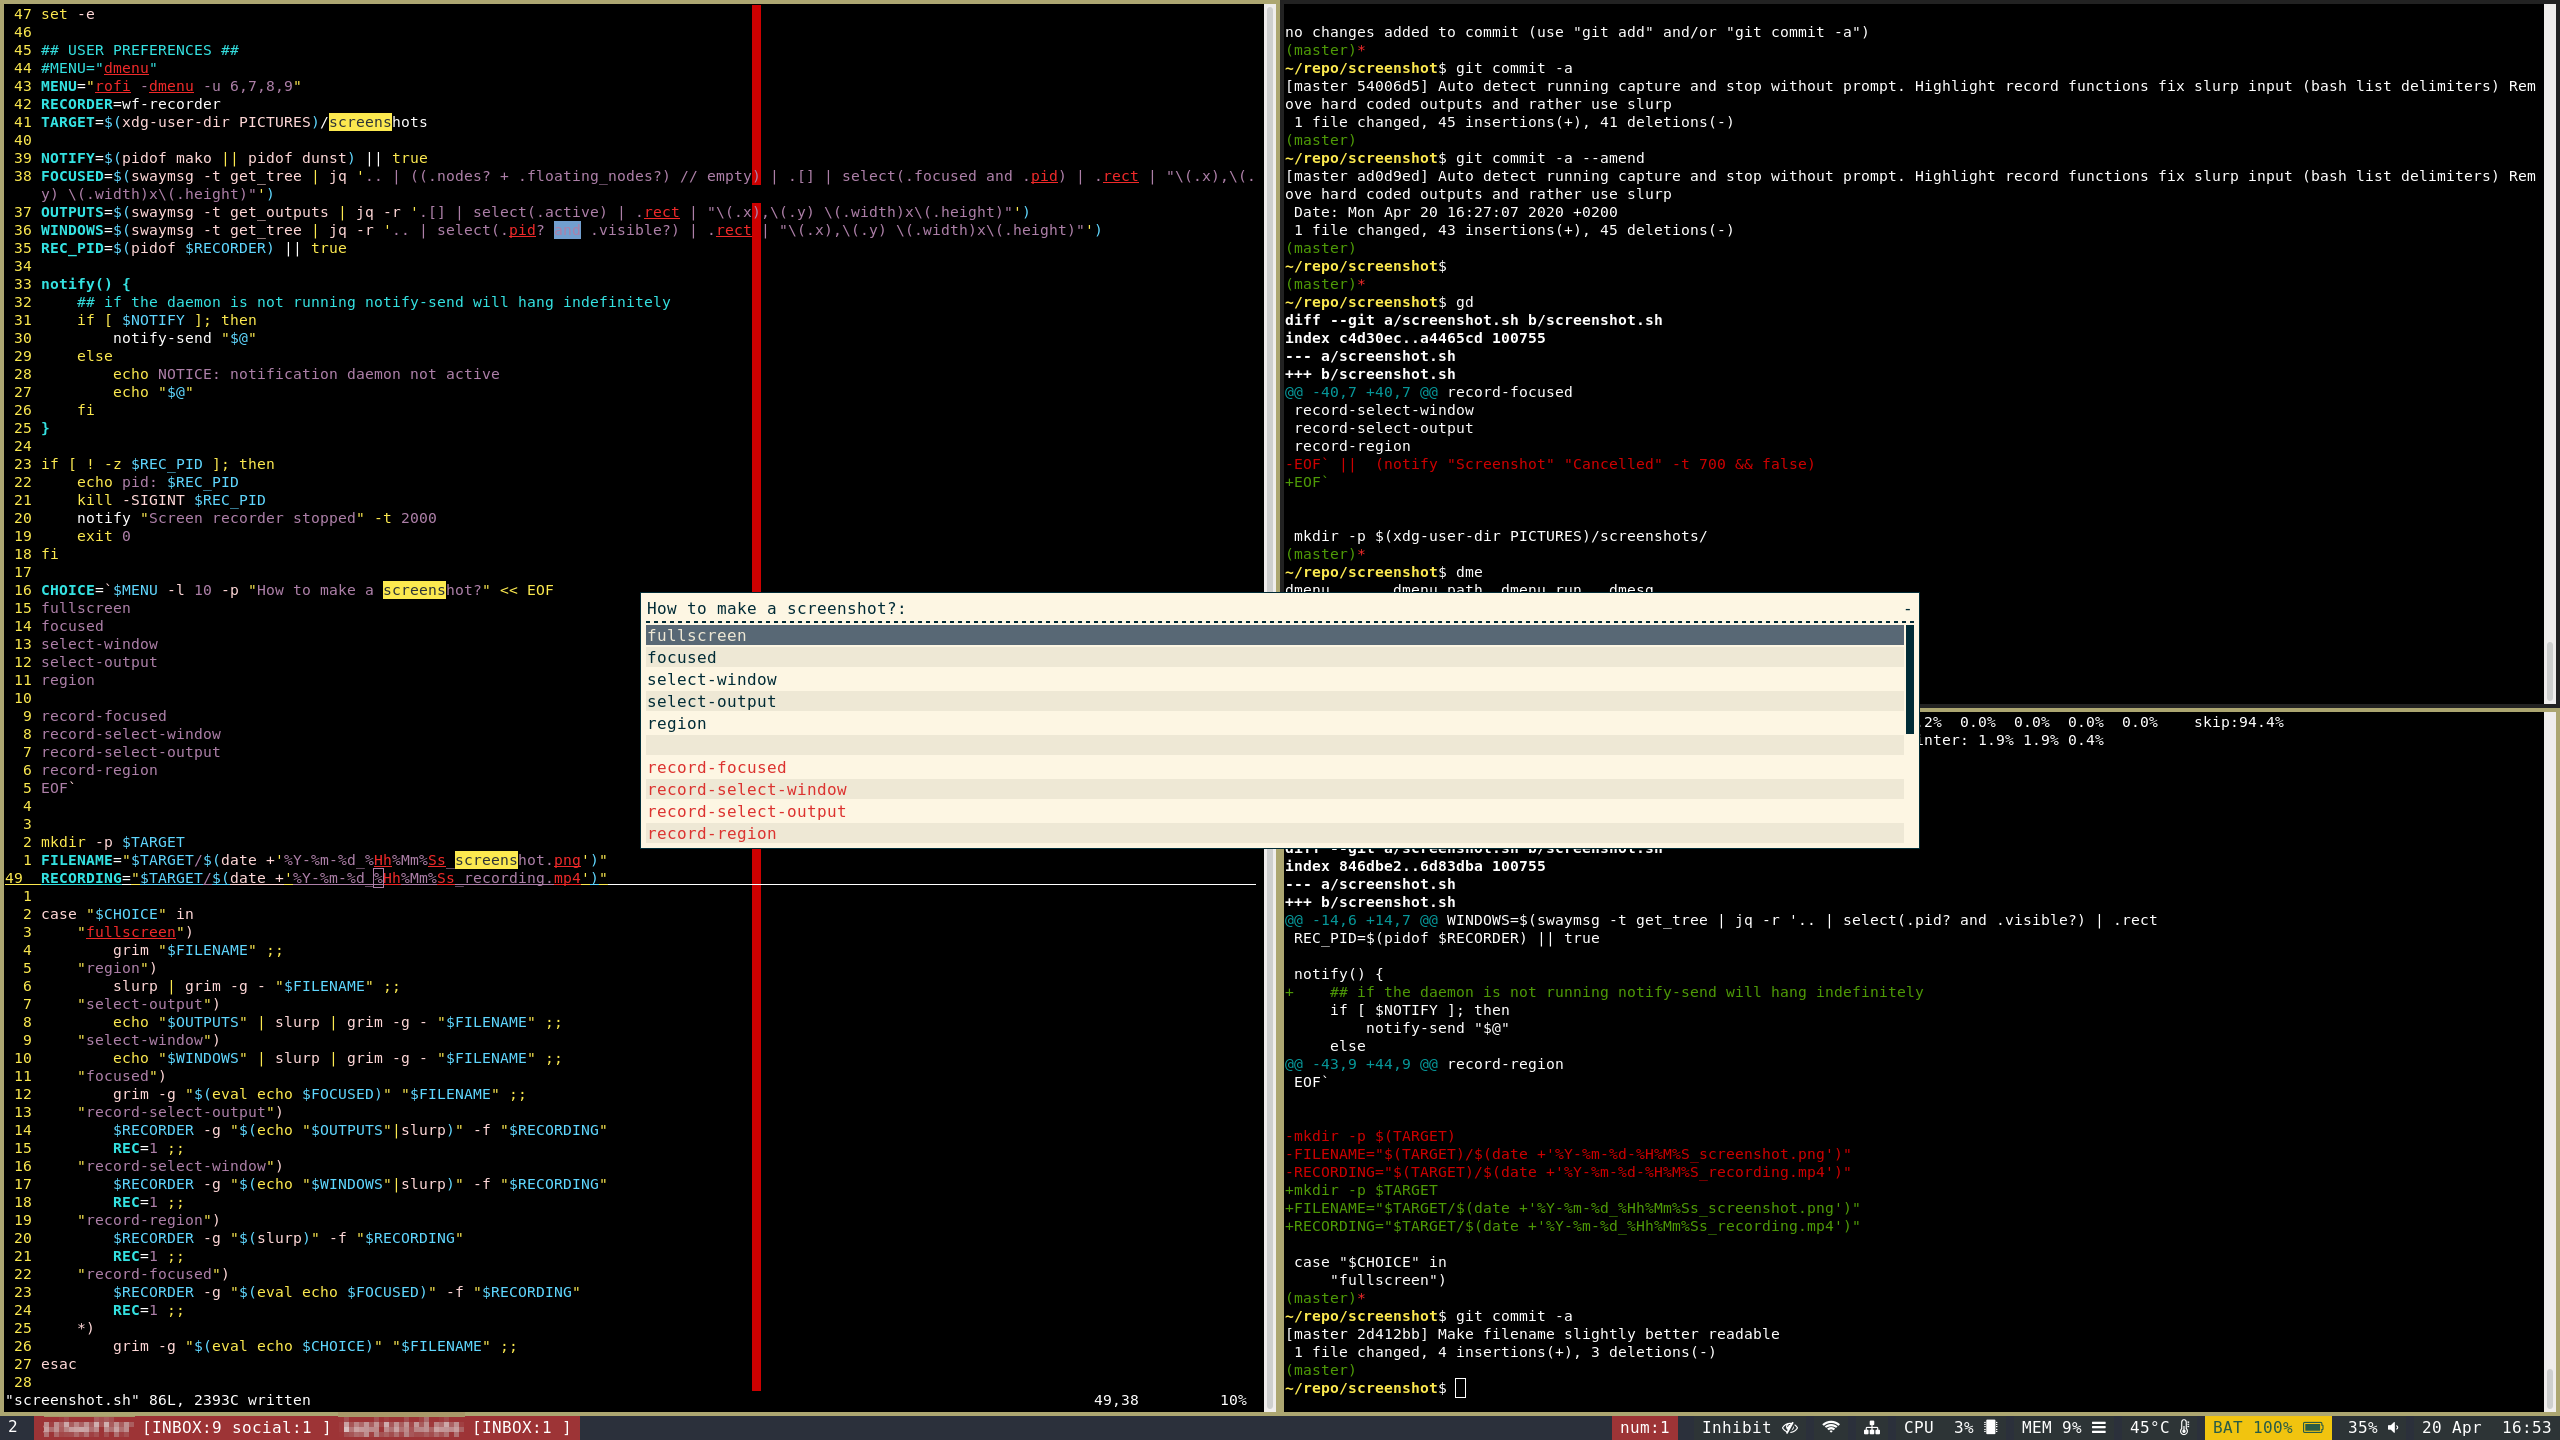 47 set -e
46
45 ## USER PREFERENCES ##
44 #MENU="dmenu"
43 MENU="rofi -dmenu -u 6,7,8,9"
42 RECORDER=wf-recorder
41 TARGET=$(xdg-user-dir PICTURES)/screenshots
40
39 NOTIFY=$(pidof mako || pidof dunst) || true
38 FOCUSED=$(swaymsg -t get_tree | jq '.. | ((.nodes? + .floating_nodes?) // empty) | .[] | select(.focused and .pid) | .rect | "\(.x),\(.
y) \(.width)x\(.height)"')
37 OUTPUTS=$(swaymsg -t get_outputs | jq -r '.[] | select(.active) | .rect | "\(.x),\(.y) \(.width)x\(.height)"')
36 WINDOWS=$(swaymsg -t get_tree | jq -r '.. | select(.pid? and .visible?) | .rect | "\(.x),\(.y) \(.width)x\(.height)"')
35 REC_PID=$(pidof $RECORDER) || true
34
33 notify() {
32     ## if the daemon is not running notify-send will hang indefinitely
31     if [ $NOTIFY ]; then
30         notify-send "$@"
29     else
28         echo NOTICE: notification daemon not active
27         echo "$@"
26     fi
25 }
24
23 if [ ! -z $REC_PID ]; then
22     echo pid: $REC_PID
21     kill -SIGINT $REC_PID
20     notify "Screen recorder stopped" -t 2000
19     exit 0
18 fi
17
16 CHOICE=`$MENU -l 10 -p "How to make a screenshot?" << EOF
15 fullscreen
14 focused
13 select-window
12 select-output
11 region
10
9 record-focused
8 record-select-window
7 record-select-output
6 record-region
5 EOF`
4
3
2 mkdir -p $TARGET
1 FILENAME="$TARGET/$(date +'%Y-%m-%d_%Hh%Mm%Ss_screenshot.png')"
49 RECORDING="$TARGET/$(date +'%Y-%m-%d_%Hh%Mm%Ss_recording.mp4')"
1
2 case "$CHOICE" in
3     "fullscreen")
4         grim "$FILENAME" ;;
5     "region")
6         slurp | grim -g - "$FILENAME" ;;
7     "select-output")
8         echo "$OUTPUTS" | slurp | grim -g - "$FILENAME" ;;
9     "select-window")
10         echo "$WINDOWS" | slurp | grim -g - "$FILENAME" ;;
11     "focused")
12         grim -g "$(eval echo $FOCUSED)" "$FILENAME" ;;
13     "record-select-output")
14         $RECORDER -g "$(echo "$OUTPUTS"|slurp)" -f "$RECORDING"
15         REC=1 ;;
16     "record-select-window")
17         $RECORDER -g "$(echo "$WINDOWS"|slurp)" -f "$RECORDING"
18         REC=1 ;;
19     "record-region")
20         $RECORDER -g "$(slurp)" -f "$RECORDING"
21         REC=1 ;;
22     "record-focused")
23         $RECORDER -g "$(eval echo $FOCUSED)" -f "$RECORDING"
24         REC=1 ;;
25     *)
26         grim -g "$(eval echo $CHOICE)" "$FILENAME" ;;
27 esac
28
"screenshot.sh" 86L, 2393C written 49,38 10%
no changes added to commit (use "git add" and/or "git commit -a")
(master)*
~/repo/screenshot$ git commit -a
[master 54006d5] Auto detect running capture and stop without prompt. Highlight record functions fix slurp input (bash list delimiters) Rem
ove hard coded outputs and rather use slurp
1 file changed, 45 insertions(+), 41 deletions(-)
(master)
~/repo/screenshot$ git commit -a --amend
[master ad0d9ed] Auto detect running capture and stop without prompt. Highlight record functions fix slurp input (bash list delimiters) Rem
ove hard coded outputs and rather use slurp
Date: Mon Apr 20 16:27:07 2020 +0200
1 file changed, 43 insertions(+), 45 deletions(-)
(master)
~/repo/screenshot$
(master)*
~/repo/screenshot$ gd
diff --git a/screenshot.sh b/screenshot.sh
index c4d30ec..a4465cd 100755
--- a/screenshot.sh
+++ b/screenshot.sh
@@ -40,7 +40,7 @@ record-focused
record-select-window
record-select-output
record-region
-EOF` ||  (notify "Screenshot" "Cancelled" -t 700 && false)
+EOF`
mkdir -p $(xdg-user-dir PICTURES)/screenshots/
(master)*
~/repo/screenshot$ dme
dmenu dmenu_path dmenu_run dmesg
How to make a screenshot?: -
fullscreen
focused
select-window
select-output
region
record-focused
record-select-window
record-select-output
record-region
.2% 0.0% 0.0% 0.0% 0.0% skip:94.4%
inter: 1.9% 1.9% 0.4%
diff --git a/screenshot.sh b/screenshot.sh
index 846dbe2..6d83dba 100755
--- a/screenshot.sh
+++ b/screenshot.sh
@@ -14,6 +14,7 @@ WINDOWS=$(swaymsg -t get_tree | jq -r '.. | select(.pid? and .visible?) | .rect
REC_PID=$(pidof $RECORDER) || true
notify() {
+    ## if the daemon is not running notify-send will hang indefinitely
if [ $NOTIFY ]; then
notify-send "$@"
else
@@ -43,9 +44,9 @@ record-region
EOF`
-mkdir -p $(TARGET)
-FILENAME="$(TARGET)/$(date +'%Y-%m-%d-%H%M%S_screenshot.png')"
-RECORDING="$(TARGET)/$(date +'%Y-%m-%d-%H%M%S_recording.mp4')"
+mkdir -p $TARGET
+FILENAME="$TARGET/$(date +'%Y-%m-%d_%Hh%Mm%Ss_screenshot.png')"
+RECORDING="$TARGET/$(date +'%Y-%m-%d_%Hh%Mm%Ss_recording.mp4')"
case "$CHOICE" in
"fullscreen")
(master)*
~/repo/screenshot$ git commit -a
[master 2d412bb] Make filename slightly better readable
1 file changed, 4 insertions(+), 3 deletions(-)
(master)
~/repo/screenshot$
2 [INBOX:9 social:1 ] [INBOX:1 ] num:1 Inhibit CPU 3% MEM 9% 45°C BAT 100% 35% 20 Apr 16:53